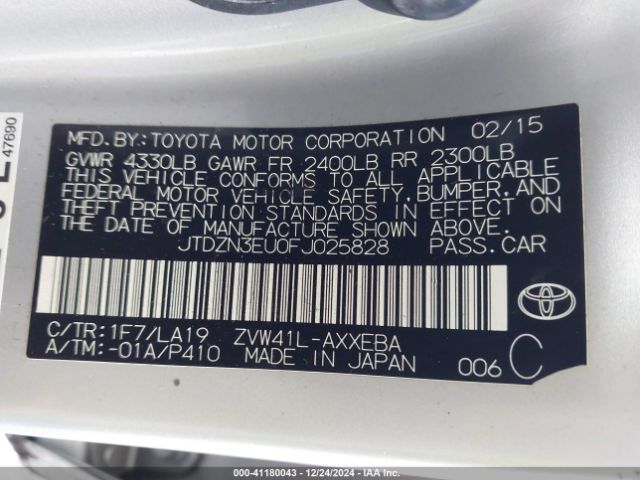 47690
MFD. BY: TOYOTA MOTOR CORPORATION 02/15
GVWR 4330LB GAWR FR 2400LB RR 2300LB
THIS VEHICLE CONFORMS TO ALL APPLICABLE
FEDERAL MOTOR VEHICLE SAFETY, BUMPER, AND
THEFT PREVENTION STANDARDS IN EFFECT ON
THE DATE OF MANUFACTURE SHOWN ABOVE.
JTDZN3EU0FJ025828 PASS. CAR
C/TR: 1F7/LA19 ZVW41L-AXXEBA
A/TM: -01A/P410 MADE IN JAPAN 006 C
000-41180043 - 12/24/2024 - IAAI.com